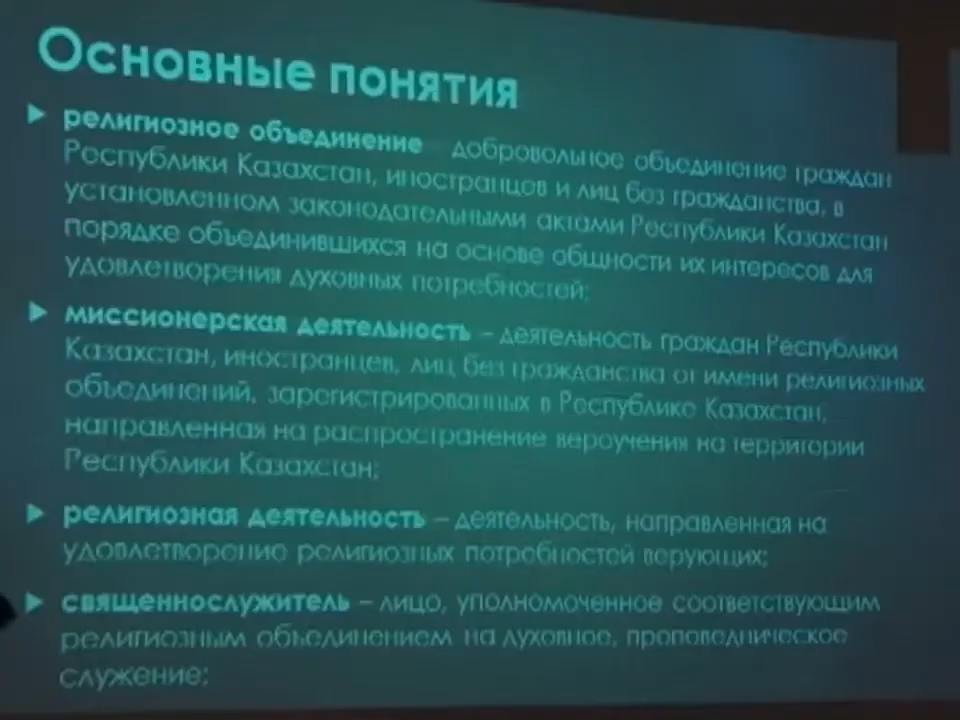 Основные понятия
религиозное объединение – добровольное объединение граждан
Республики Казахстан, иностранцев и лиц без гражданства, в
установленном законодательными актами Республики Казахстан
порядке объединившихся на основе общности их интересов для
удовлетворения духовных потребностей;
миссионерская деятельность – деятельность граждан Республики
Казахстан, иностранцев, лиц без гражданства от имени религиозных
объединений, зарегистрированных в Республике Казахстан,
направленная на распространение вероучения на территории
Республики Казахстан;
религиозная деятельность – деятельность, направленная на
удовлетворение религиозных потребностей верующих;
священнослужитель – лицо, уполномоченное соответствующим
религиозным объединением на духовное, проповедническое
служение;